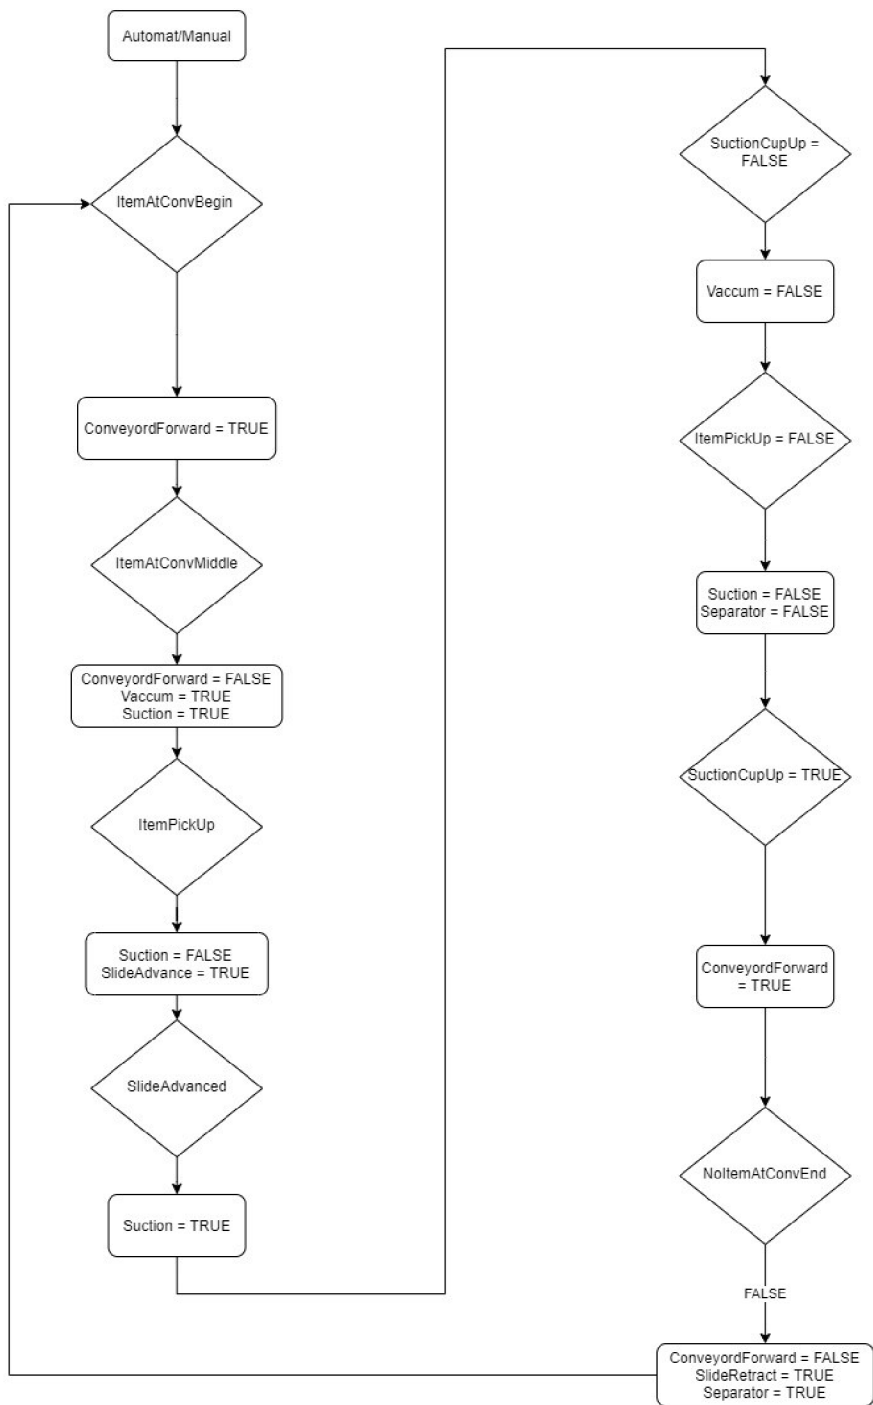 Automat/Manual
ItemAtConvBegin
ConveyordForward = TRUE
ItemAtConvMiddle
ConveyordForward = FALSE
Vaccum = TRUE
Suction = TRUE
ItemPickUp
Suction = FALSE
SlideAdvance = TRUE
SlideAdvanced
Suction = TRUE
SuctionCupUp =
FALSE
Vaccum = FALSE
ItemPickUp = FALSE
Suction = FALSE
Separator = FALSE
SuctionCupUp = TRUE
ConveyordForward
= TRUE
NoItemAtConvEnd
FALSE
ConveyordForward = FALSE
SlideRetract = TRUE
Separator = TRUE